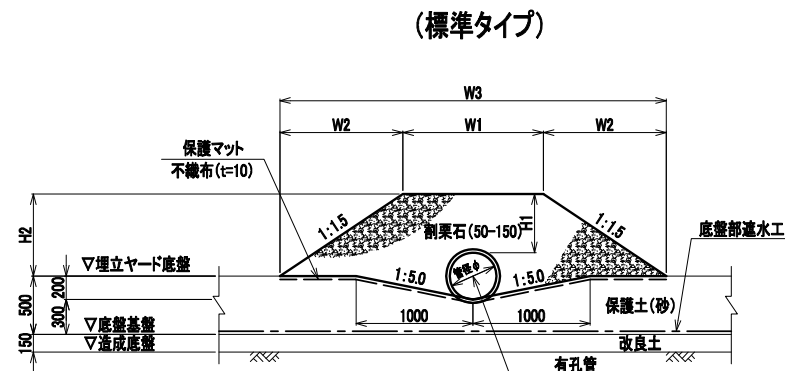 (標準タイプ)
W3
W2
W1
W2
保護マット
不織布(t=10)
H2
1:1.5
割栗石(50-150)
H1
1:1.5
底盤部遮水工
▽埋立ヤード底盤
管径φ
1:5.0
1:5.0
200
500
300
1000
1000
保護土(砂)
▽底盤基盤
150
▽造成底盤
改良土
有孔管